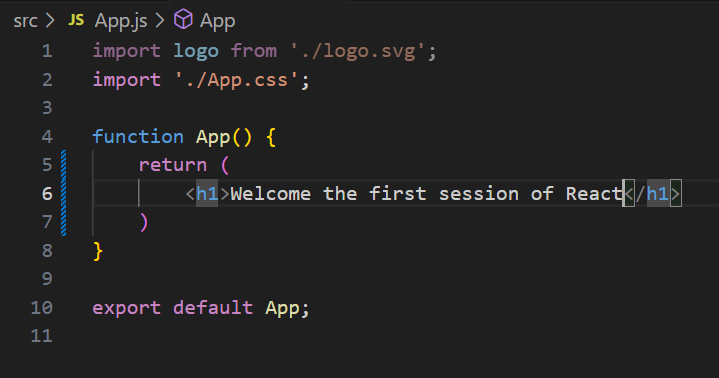 src > JS App.js > App
1 import logo from './logo.svg';
2 import './App.css';
3
4 function App() {
5     return (
6         <h1>Welcome the first session of React</h1>
7     )
8 }
9
10 export default App;
11